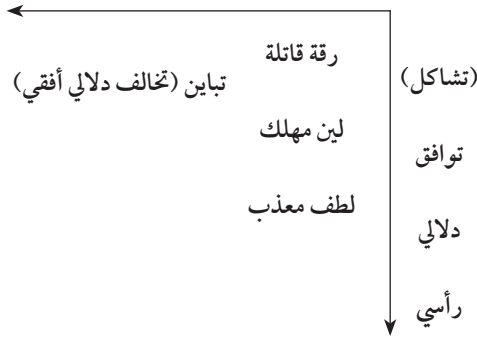 رقة قاتلة
(تشاكل)
تباين (تخالف دلالي أفقي)
لين مهلك
توافق
لطف معذب
دلالي
رأسي